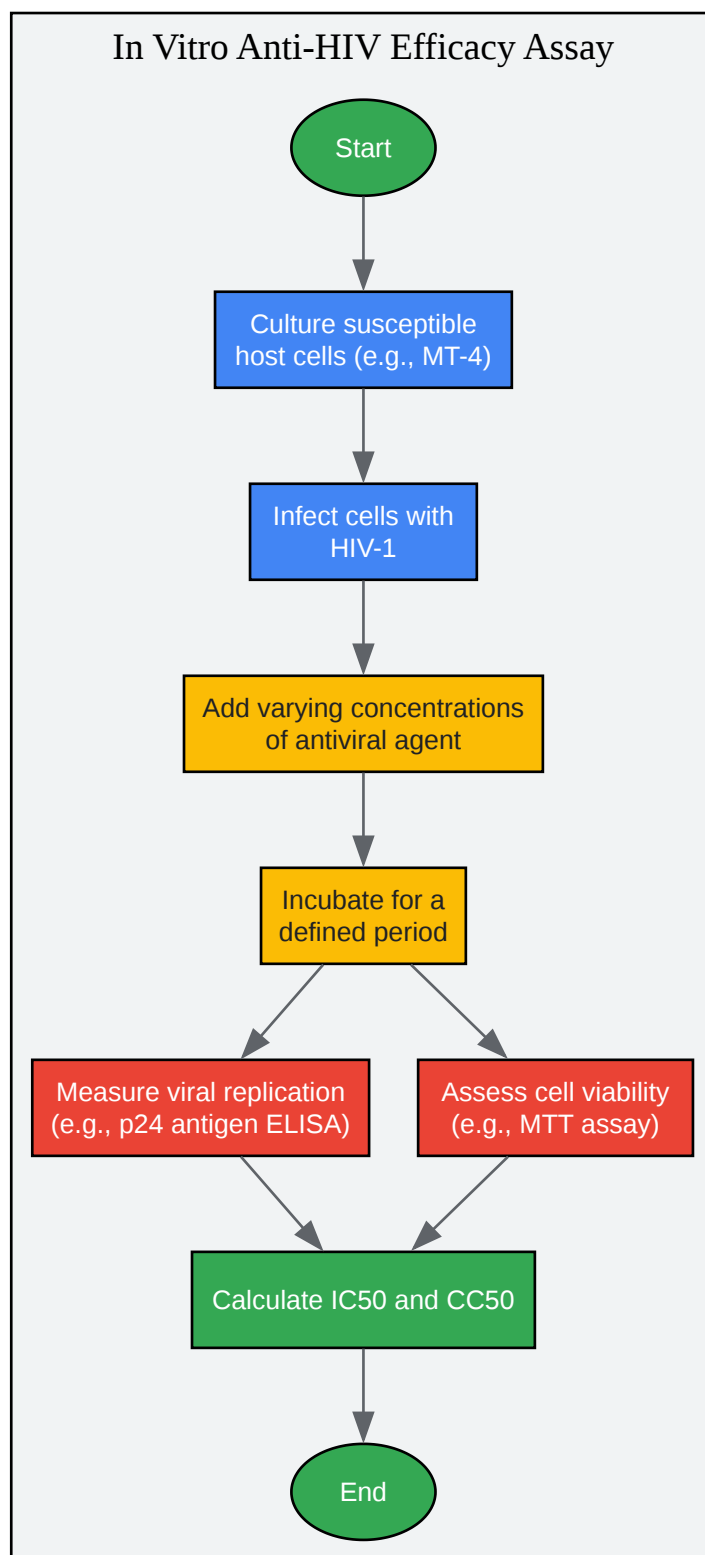 In Vitro Anti-HIV Efficacy Assay
Start
Culture susceptible
host cells (e.g., MT-4)
Infect cells with
HIV-1
Add varying concentrations
of antiviral agent
Incubate for a
defined period
Measure viral replication
(e.g., p24 antigen ELISA)
Assess cell viability
(e.g., MTT assay)
Calculate IC50 and CC50
End